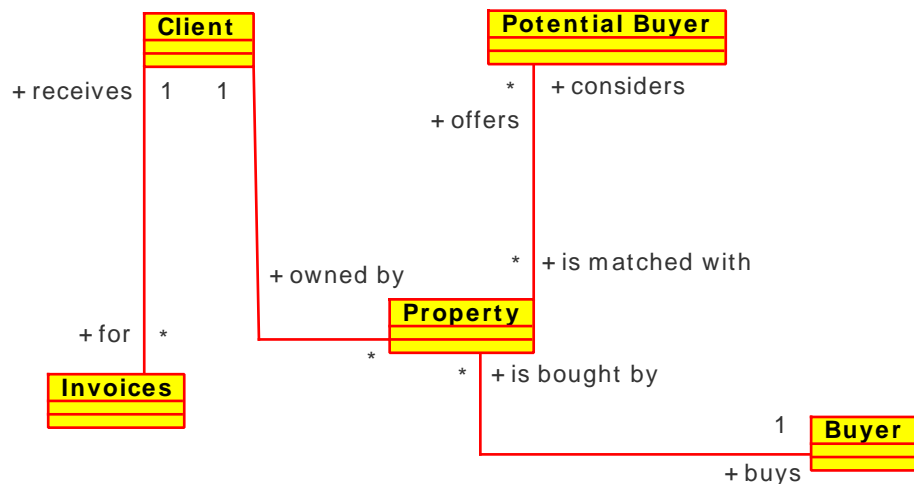 Client
Potential Buyer
+ receives
1
1
*
+ considers
+ offers
+ owned by
*
+ is matched with
Property
+ for
*
*
*
+ is bought by
Invoices
1
Buyer
+ buys